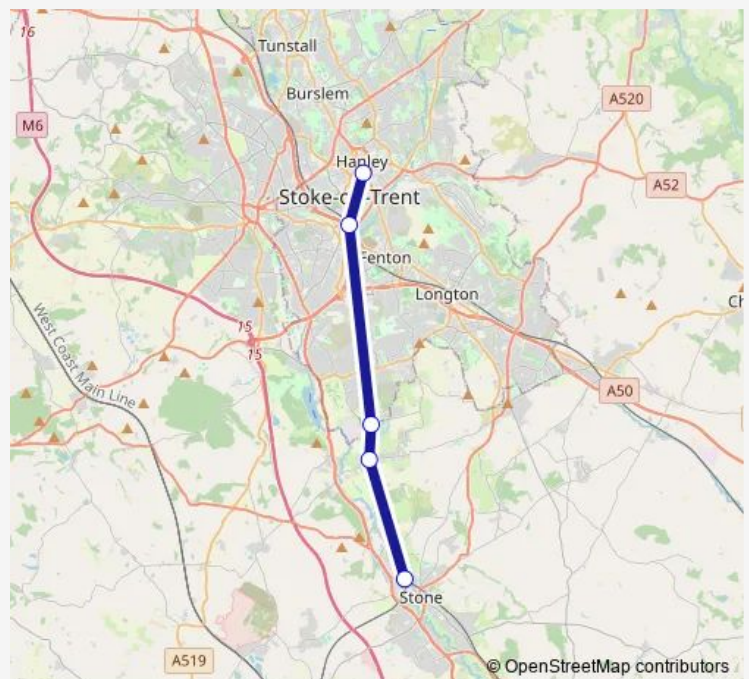 16
Tunstall
Burslem
A520
M6
Hanley
A52
Stoke-on-Trent
Fenton
Longton
Ch
West Coast Main Line
15
15
A50
Stone
A519
© OpenStreetMap contributors